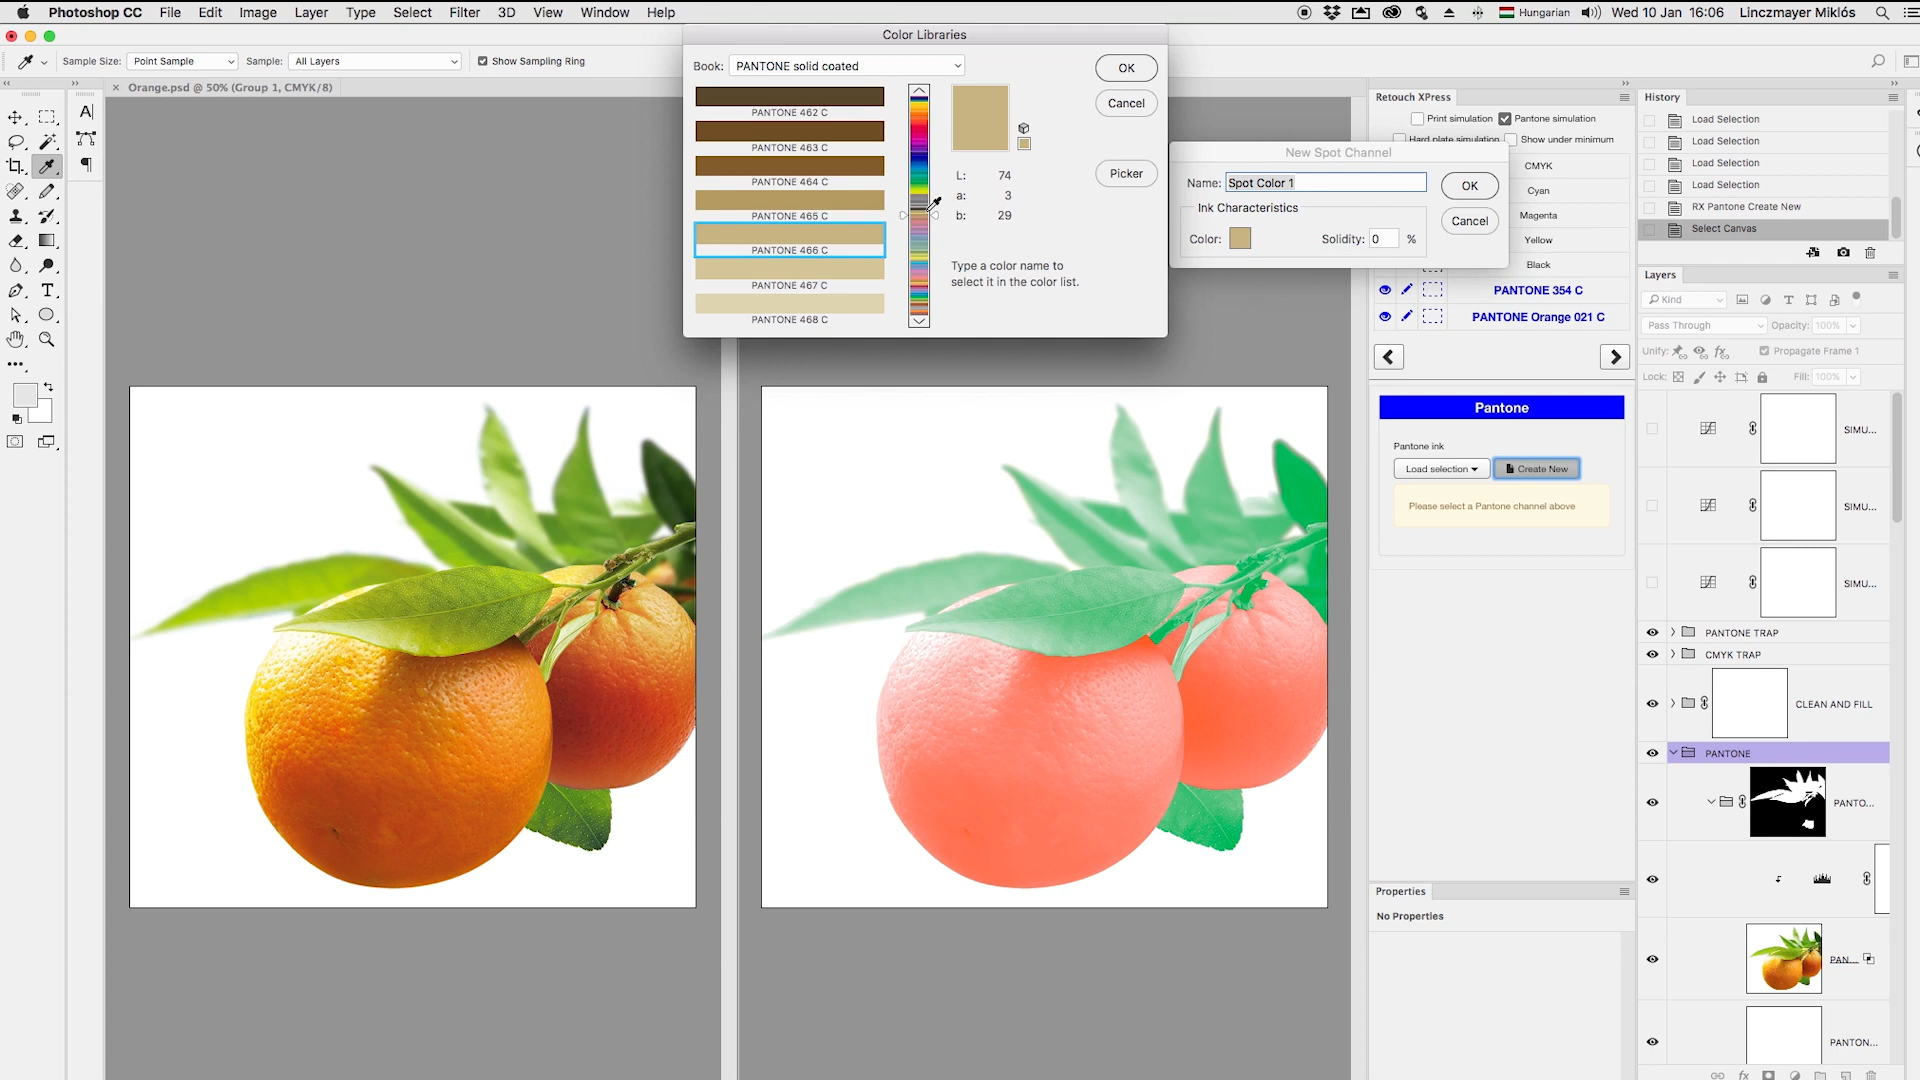 Photoshop CC File Edit Image Layer Type Select Filter 3D View Window Help
Hungarian Wed 10 Jan 16:06 Linczmayer Miklós
Color Libraries
Sample Size: Point Sample Sample: All Layers Show Sampling Ring
Orange.psd @ 50% (Group 1, CMYK/8)
Book: PANTONE solid coated
PANTONE 462 C
PANTONE 463 C
PANTONE 464 C
PANTONE 465 C
PANTONE 466 C
PANTONE 467 C
PANTONE 468 C
OK
Cancel
Picker
L: 74
a: 3
b: 29
Type a color name to
select it in the color list.
New Spot Channel
Name: Spot Color 1
Ink Characteristics
Color: Solidity: 0 %
OK
Cancel
Retouch XPress
Print simulation Pantone simulation
Hard plate simulation Show under minimum
CMYK
Cyan
Magenta
Yellow
Black
PANTONE 354 C
PANTONE Orange 021 C
Pantone
Pantone ink
Load selection Create New
Please select a Pantone channel above
Properties
No Properties
History
Load Selection
Load Selection
Load Selection
Load Selection
RX Pantone Create New
Select Canvas
Layers
Kind
Pass Through Opacity: 100%
Unify: Propagate Frame 1
Lock: Fill: 100%
SIMU...
SIMU...
SIMU...
PANTONE TRAP
CMYK TRAP
CLEAN AND FILL
PANTONE
PANTO...
PAN...
PANTON...